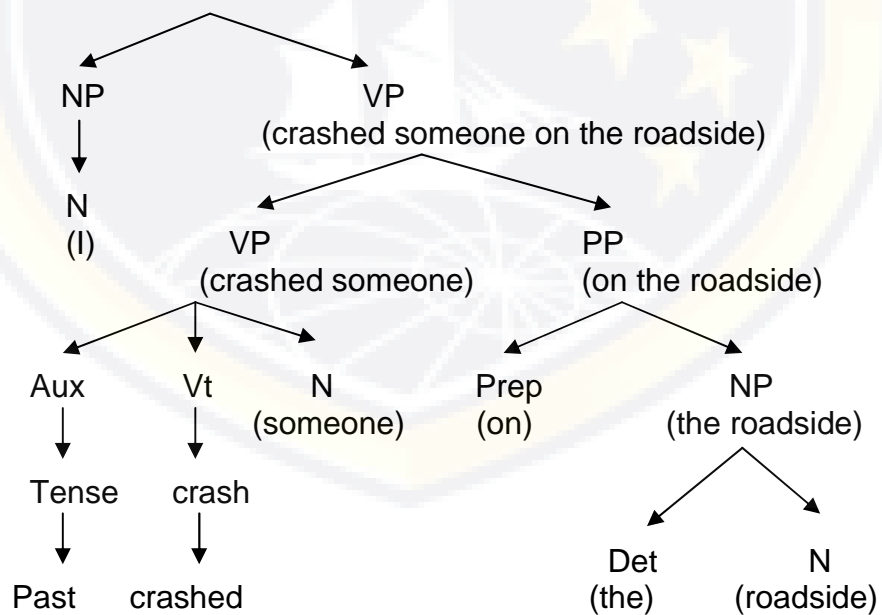 NP VP
(crashed someone on the roadside)
N
(I) VP PP
(crashed someone) (on the roadside)
Aux Vt N Prep NP
(someone) (on) (the roadside)
Tense crash
Det N
Past crashed (the) (roadside)